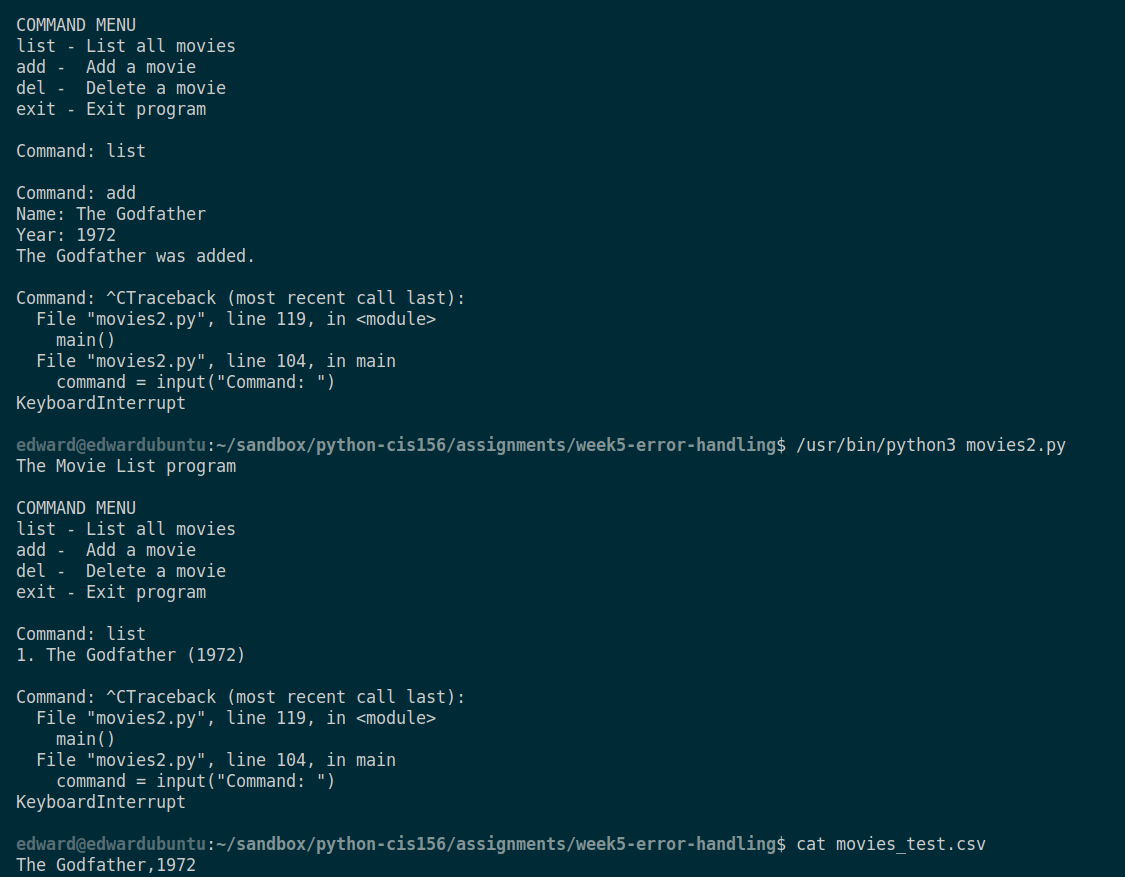 COMMAND MENU
list - List all movies
add -  Add a movie
del -  Delete a movie
exit - Exit program

Command: list

Command: add
Name: The Godfather
Year: 1972
The Godfather was added.

Command: ^CTraceback (most recent call last):
  File "movies2.py", line 119, in <module>
    main()
  File "movies2.py", line 104, in main
    command = input("Command: ")
KeyboardInterrupt

edward@edwardubuntu:~/sandbox/python-cis156/assignments/week5-error-handling$ /usr/bin/python3 movies2.py
The Movie List program

COMMAND MENU
list - List all movies
add -  Add a movie
del -  Delete a movie
exit - Exit program

Command: list
1. The Godfather (1972)

Command: ^CTraceback (most recent call last):
  File "movies2.py", line 119, in <module>
    main()
  File "movies2.py", line 104, in main
    command = input("Command: ")
KeyboardInterrupt

edward@edwardubuntu:~/sandbox/python-cis156/assignments/week5-error-handling$ cat movies_test.csv
The Godfather,1972